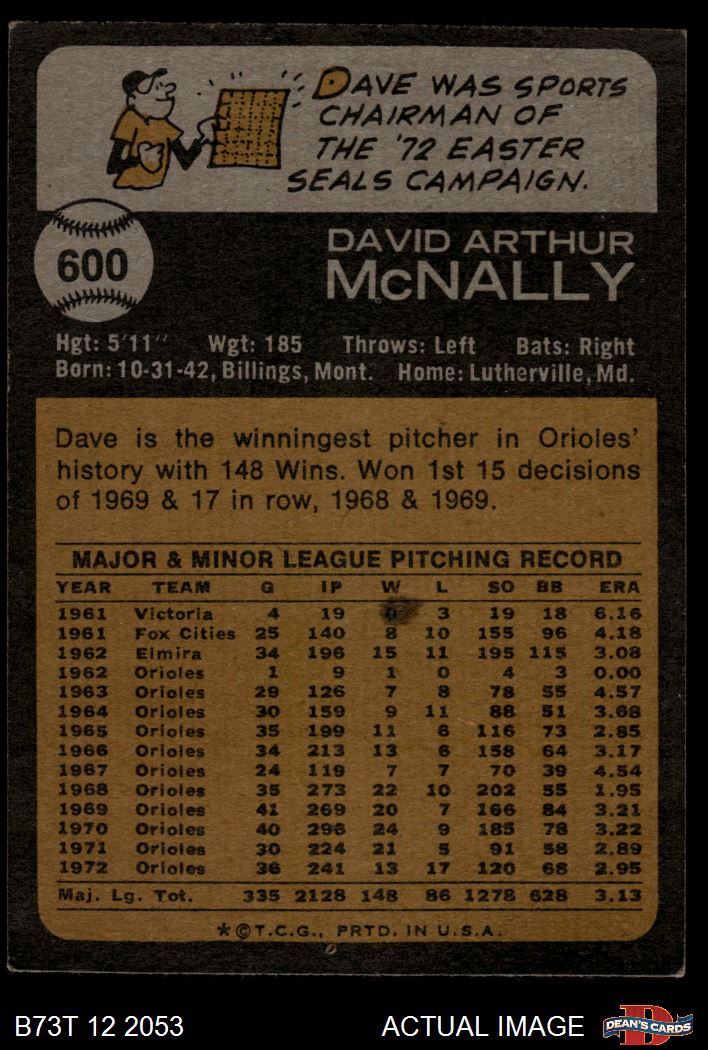 DAVE WAS SPORTS
CHAIRMAN OF
THE '72 EASTER
SEALS CAMPAIGN.
600
DAVID ARTHUR
McNALLY
Hgt: 5'11" Wgt: 185 Throws: Left Bats: Right
Born: 10-31-42, Billings, Mont. Home: Lutherville, Md.
Dave is the winningest pitcher in Orioles'
history with 148 Wins. Won 1st 15 decisions
of 1969 & 17 in row, 1968 & 1969.
MAJOR & MINOR LEAGUE PITCHING RECORD
YEAR TEAM G IP W L SO BB ERA
1961 Victoria 4 19 0 3 19 18 6.16
1961 Fox Cities 25 140 8 10 155 96 4.18
1962 Elmira 34 196 15 11 195 115 3.08
1962 Orioles 1 9 1 0 4 3 0.00
1963 Orioles 29 126 7 8 78 55 4.57
1964 Orioles 30 159 9 11 88 51 3.68
1965 Orioles 35 199 11 6 116 73 2.85
1966 Orioles 34 213 13 6 158 64 3.17
1967 Orioles 24 119 7 7 70 39 4.54
1968 Orioles 35 273 22 10 202 55 1.95
1969 Orioles 41 269 20 7 166 84 3.21
1970 Orioles 40 296 24 9 185 78 3.22
1971 Orioles 30 224 21 5 91 58 2.89
1972 Orioles 36 241 13 17 120 68 2.95
Maj. Lg. Tot. 335 2128 148 86 1278 628 3.13
*©T.C.G., PRTD. IN U.S.A.
B73T 12 2053 ACTUAL IMAGE
DEAN'S CARDS